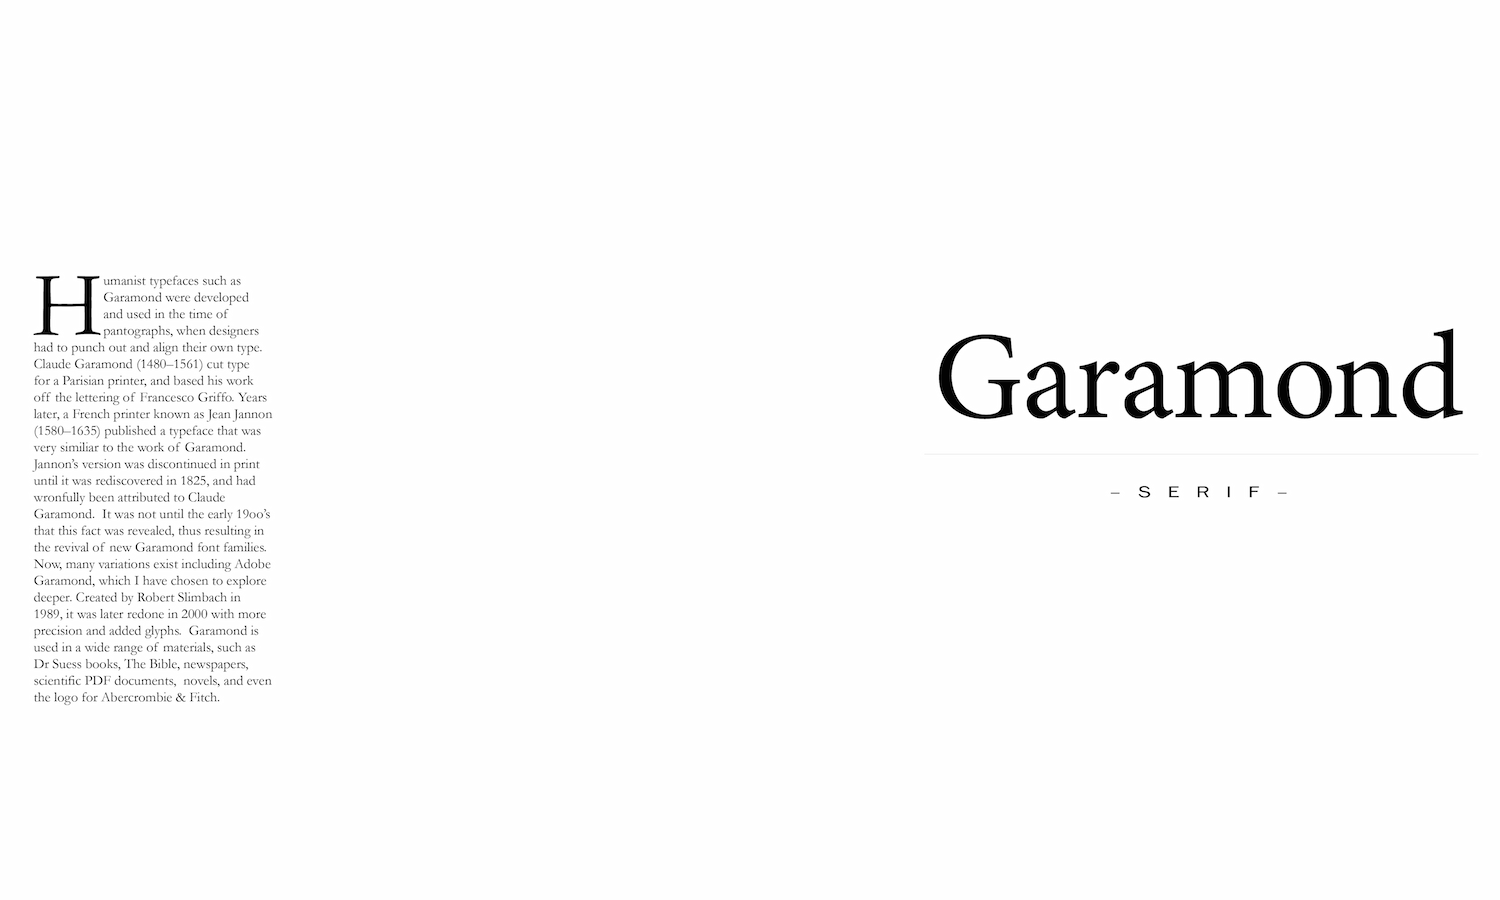 Humanist typefaces such as
Garamond were developed
and used in the time of
pantographs, when designers
had to punch out and align their own type.
Claude Garamond (1480–1561) cut type
for a Parisian printer, and based his work
off the lettering of Francesco Griffo. Years
later, a French printer known as Jean Jannon
(1580–1635) published a typeface that was
very similiar to the work of Garamond.
Jannon’s version was discontinued in print
until it was rediscovered in 1825, and had
wronfully been attributed to Claude
Garamond.  It was not until the early 19oo’s
that this fact was revealed, thus resulting in
the revival of new Garamond font families.
Now, many variations exist including Adobe
Garamond, which I have chosen to explore
deeper. Created by Robert Slimbach in
1989, it was later redone in 2000 with more
precision and added glyphs.  Garamond is
used in a wide range of materials, such as
Dr Suess books, The Bible, newspapers,
scientific PDF documents,  novels, and even
the logo for Abercrombie & Fitch.
Garamond
– SERIF –